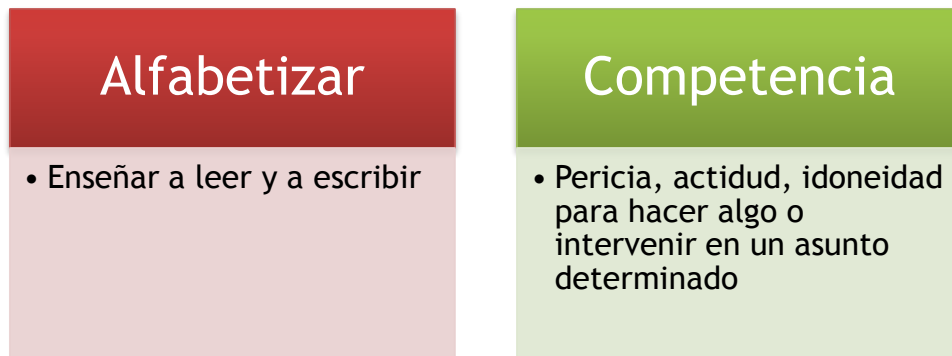 Alfabetizar
• Enseñar a leer y a escribir
Competencia
• Pericia, actidud, idoneidad
para hacer algo o
intervenir en un asunto
determinado